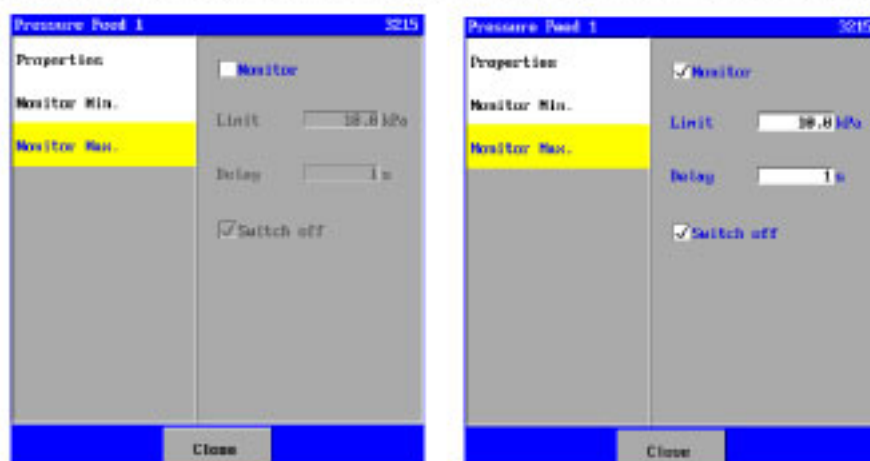 Pressure Feed 1 3215
Properties
Monitor Min.
Monitor Max.
Monitor
Limit 10.0 kPa
Delay 1 s
Switch off
Close
Pressure Feed 1 3215
Properties
Monitor Min.
Monitor Max.
Monitor
Limit 10.0 kPa
Delay 1 s
Switch off
Close